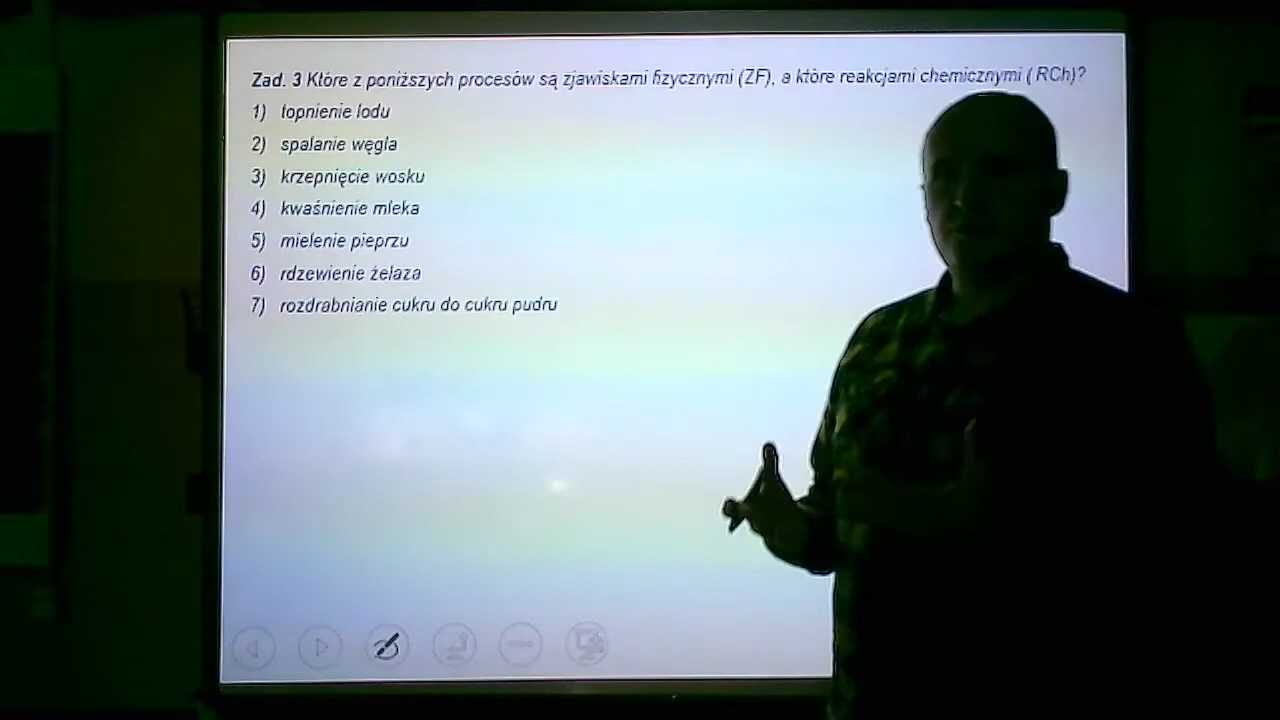 Zad. 3 Które z poniższych procesów są zjawiskami fizycznymi (ZF), a które reakcjami chemicznymi ( RCh)?
1) topnienie lodu
2) spalanie węgla
3) krzepnięcie wosku
4) kwaśnienie mleka
5) mielenie pieprzu
6) rdzewienie żelaza
7) rozdrabnianie cukru do cukru pudru